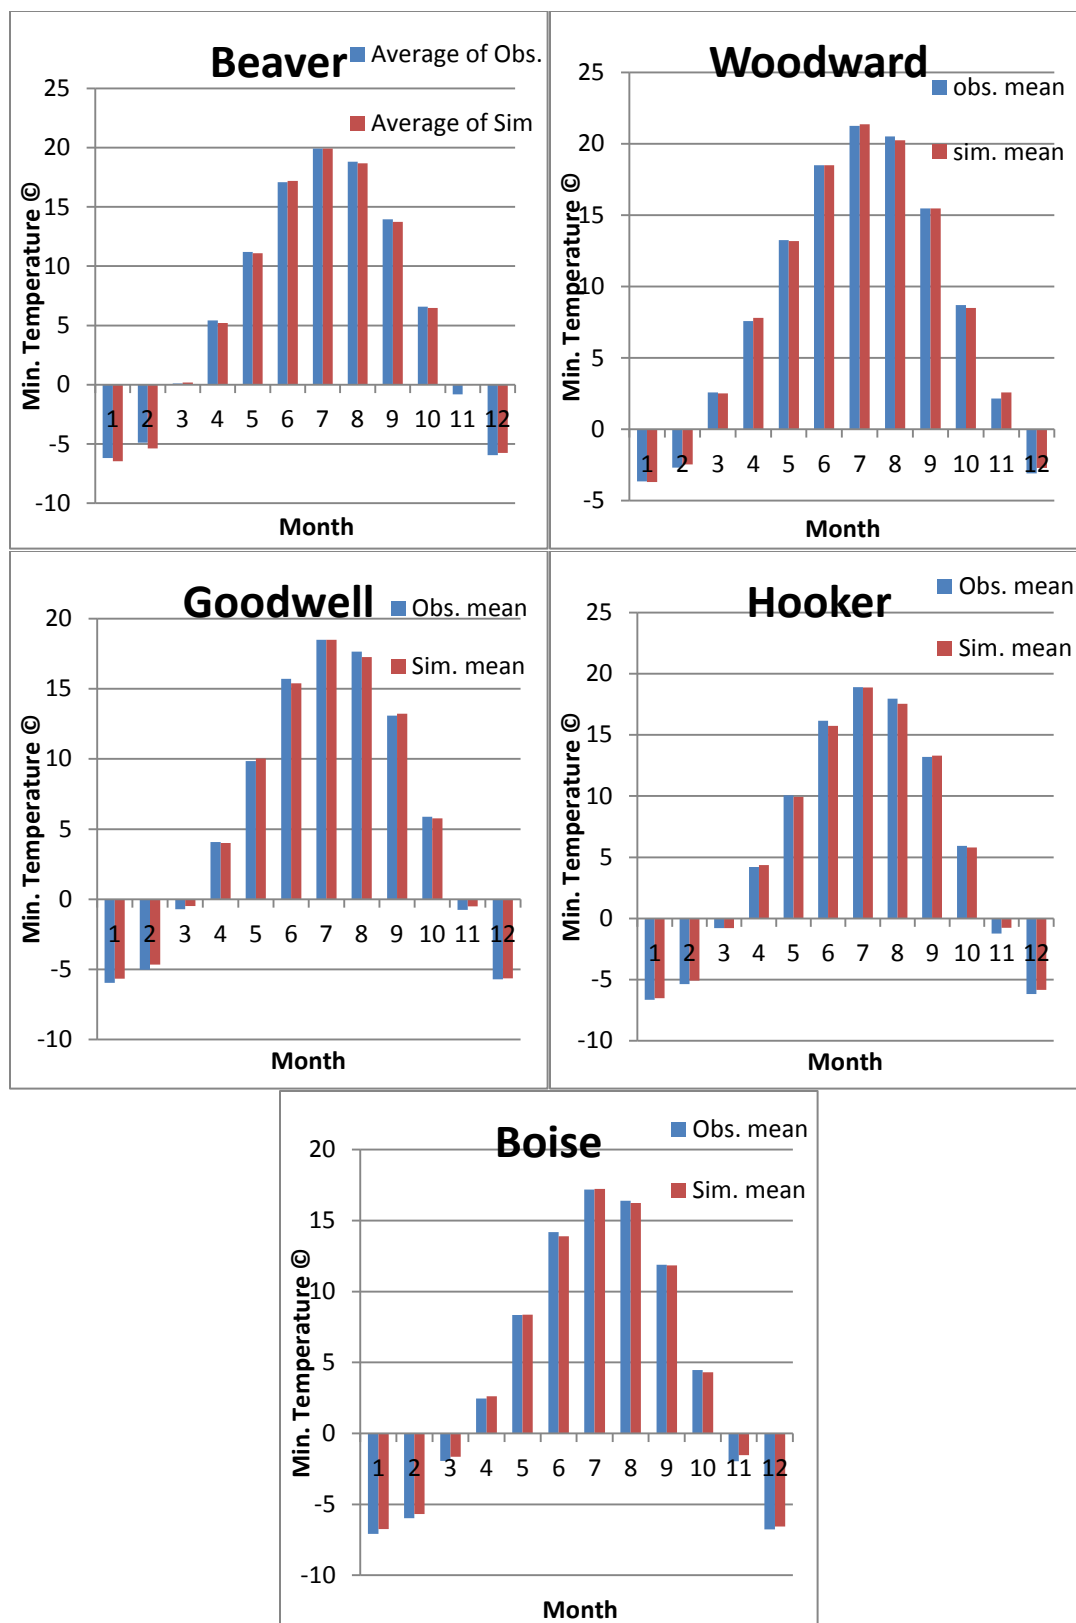 Beaver
Average of Obs.
Average of Sim
25
20
15
10
5
0
-5
-10
Min. Temperature ©
1 2 3 4 5 6 7 8 9 10 11 12
Month
Woodward
obs. mean
sim. mean
25
20
15
10
5
0
-5
Min. Temperature ©
1 2 3 4 5 6 7 8 9 10 11 12
Month
Goodwell
Obs. mean
Sim. mean
20
15
10
5
0
-5
-10
Min. Temperature ©
1 2 3 4 5 6 7 8 9 10 11 12
Month
Hooker
Obs. mean
Sim. mean
25
20
15
10
5
0
-5
-10
Min. Temperature ©
1 2 3 4 5 6 7 8 9 10 11 12
Month
Boise
Obs. mean
Sim. mean
20
15
10
5
0
-5
-10
Min. Temperature ©
1 2 3 4 5 6 7 8 9 10 11 12
Month